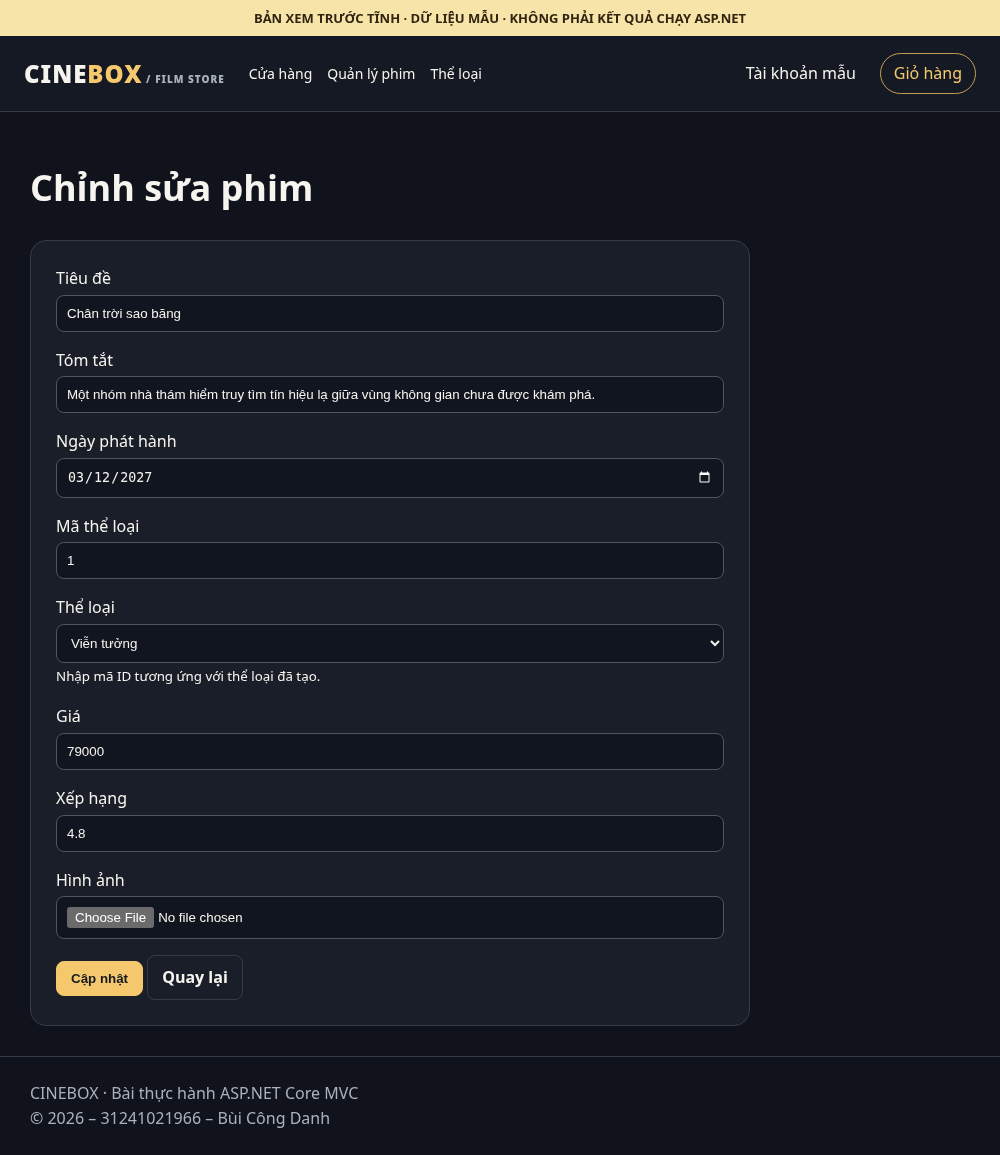 BẢN XEM TRƯỚC TĨNH · DỮ LIỆU MẪU · KHÔNG PHẢI KẾT QUẢ CHẠY ASP.NET
CINEBOX / FILM STORE Cửa hàng Quản lý phim Thể loại Tài khoản mẫu Giỏ hàng
Chỉnh sửa phim
Tiêu đề
Chân trời sao băng
Tóm tắt
Một nhóm nhà thám hiểm truy tìm tín hiệu lạ giữa vùng không gian chưa được khám phá.
Ngày phát hành
03/12/2027
Mã thể loại
1
Thể loại
Viễn tưởng
Nhập mã ID tương ứng với thể loại đã tạo.
Giá
79000
Xếp hạng
4.8
Hình ảnh
Choose File No file chosen
Cập nhật Quay lại
CINEBOX · Bài thực hành ASP.NET Core MVC
© 2026 – 31241021966 – Bùi Công Danh